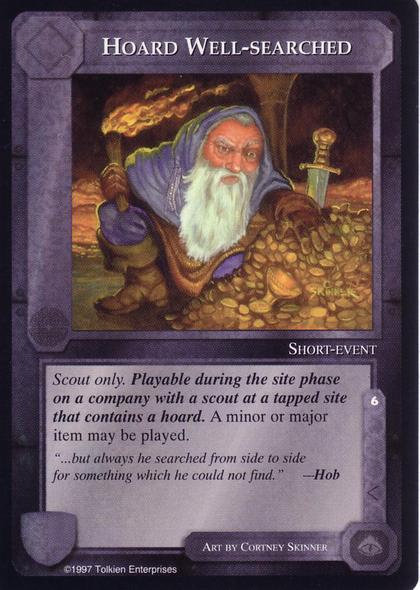 HOARD WELL-SEARCHED
SKINNER
SHORT-EVENT
Scout only. Playable during the site phase
on a company with a scout at a tapped site
that contains a hoard. A minor or major
item may be played.
6
“...but always he searched from side to side
for something which he could not find.” —Hob
ART BY CORTNEY SKINNER
©1997 Tolkien Enterprises